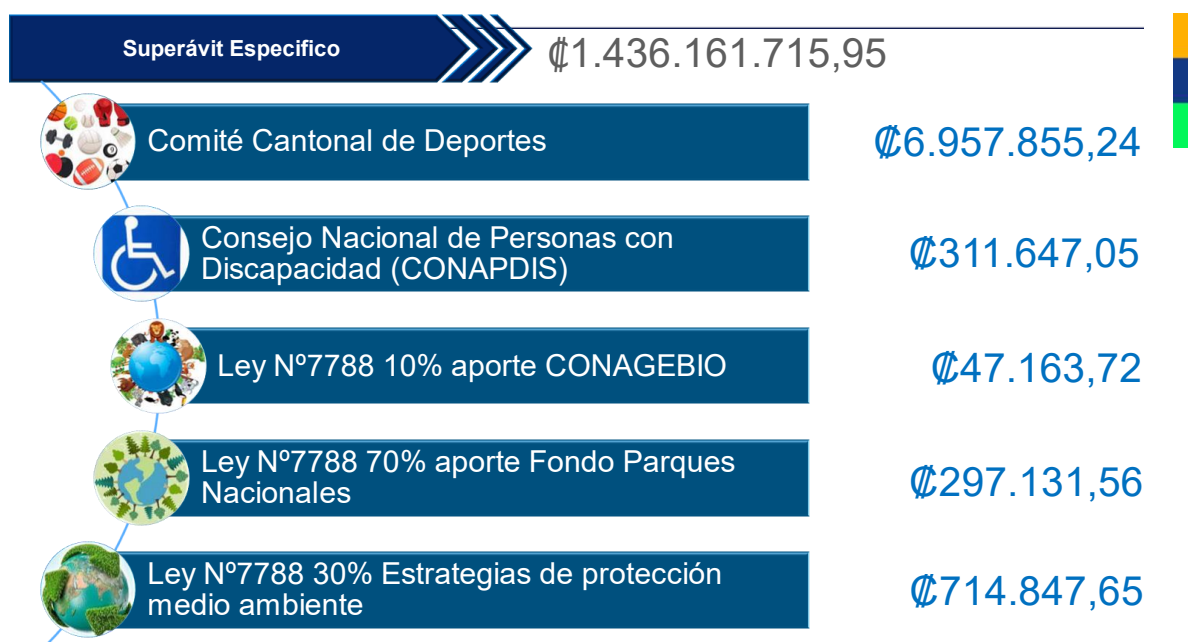 Superávit Especifico
₡1.436.161.715,95
Comité Cantonal de Deportes
₡6.957.855,24
Consejo Nacional de Personas con
Discapacidad (CONAPDIS)
₡311.647,05
Ley Nº7788 10% aporte CONAGEBIO
₡47.163,72
Ley Nº7788 70% aporte Fondo Parques
Nacionales
₡297.131,56
Ley Nº7788 30% Estrategias de protección
medio ambiente
₡714.847,65